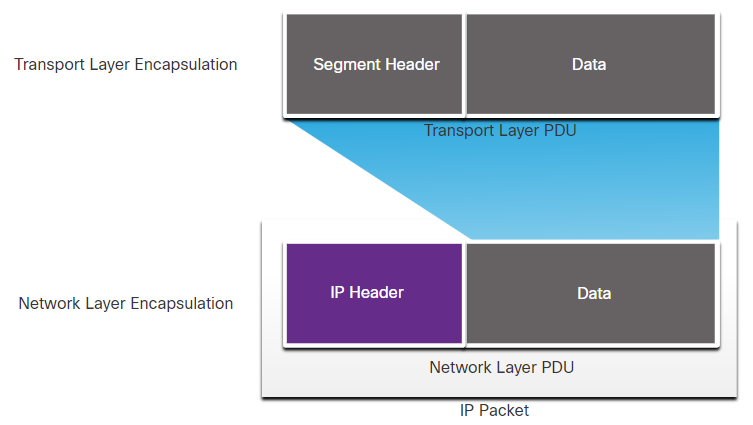 Transport Layer Encapsulation
Segment Header
Data
Transport Layer PDU
Network Layer Encapsulation
IP Header
Data
Network Layer PDU
IP Packet